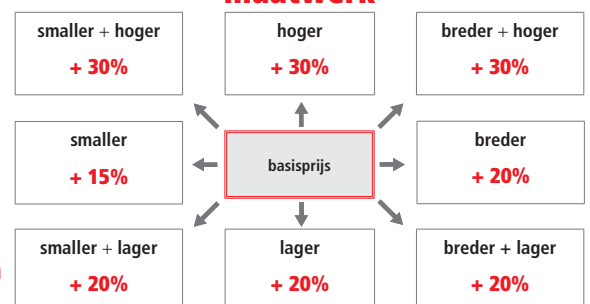 maatwerk
smaller + hoger
+ 30%
hoger
+ 30%
breder + hoger
+ 30%
smaller
+ 15%
basisprijs
breder
+ 20%
smaller + lager
+ 20%
lager
+ 20%
breder + lager
+ 20%